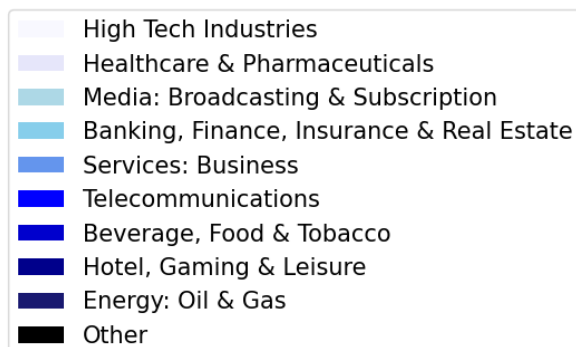 High Tech Industries
Healthcare & Pharmaceuticals
Media: Broadcasting & Subscription
Banking, Finance, Insurance & Real Estate
Services: Business
Telecommunications
Beverage, Food & Tobacco
Hotel, Gaming & Leisure
Energy: Oil & Gas
Other